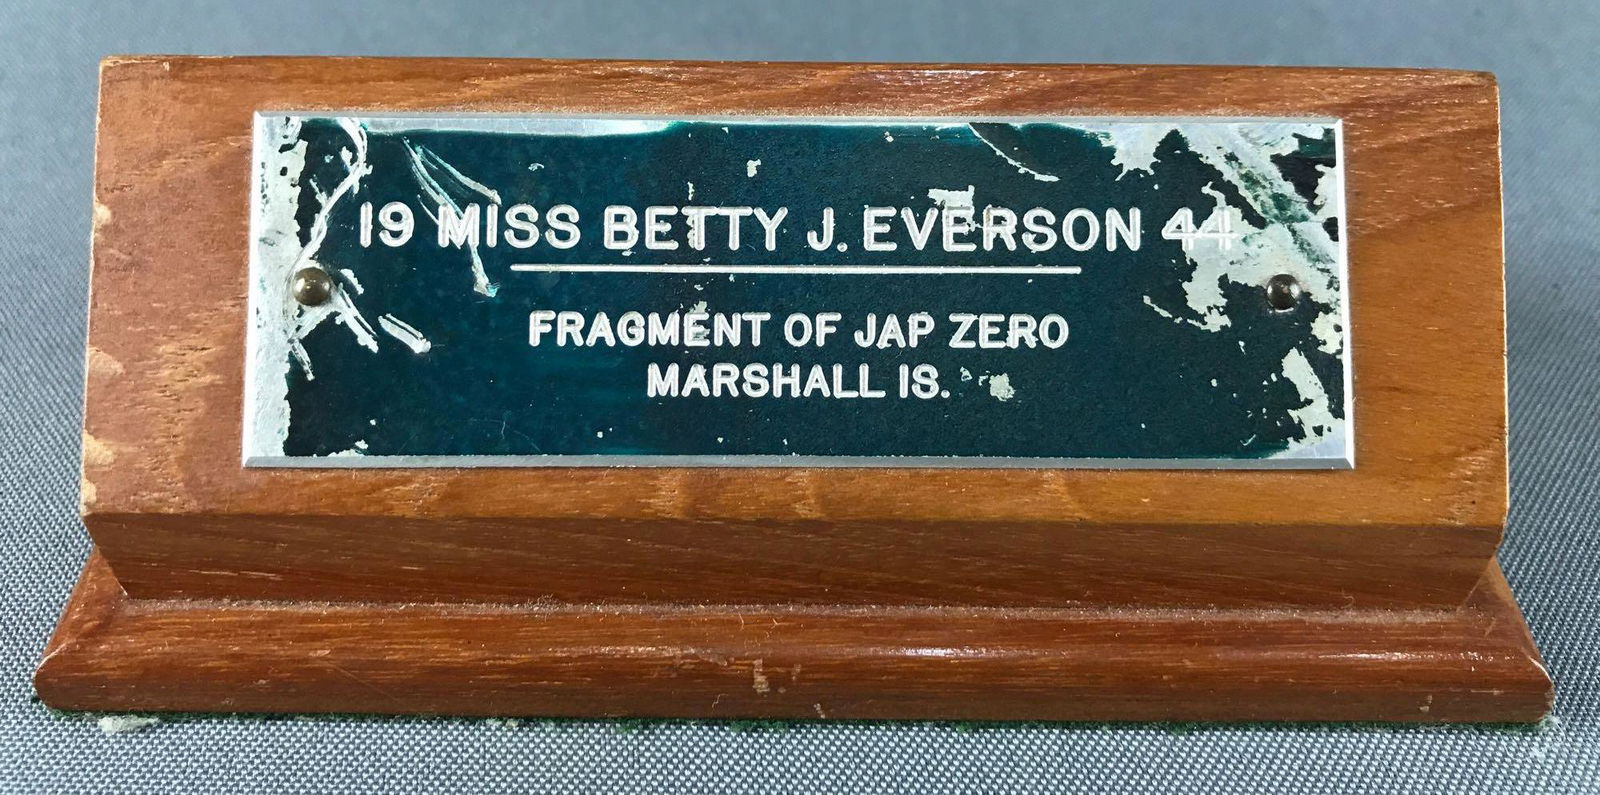 19 MISS BETTY J. EVERSON 44
FRAGMENT OF JAP ZERO
MARSHALL IS.